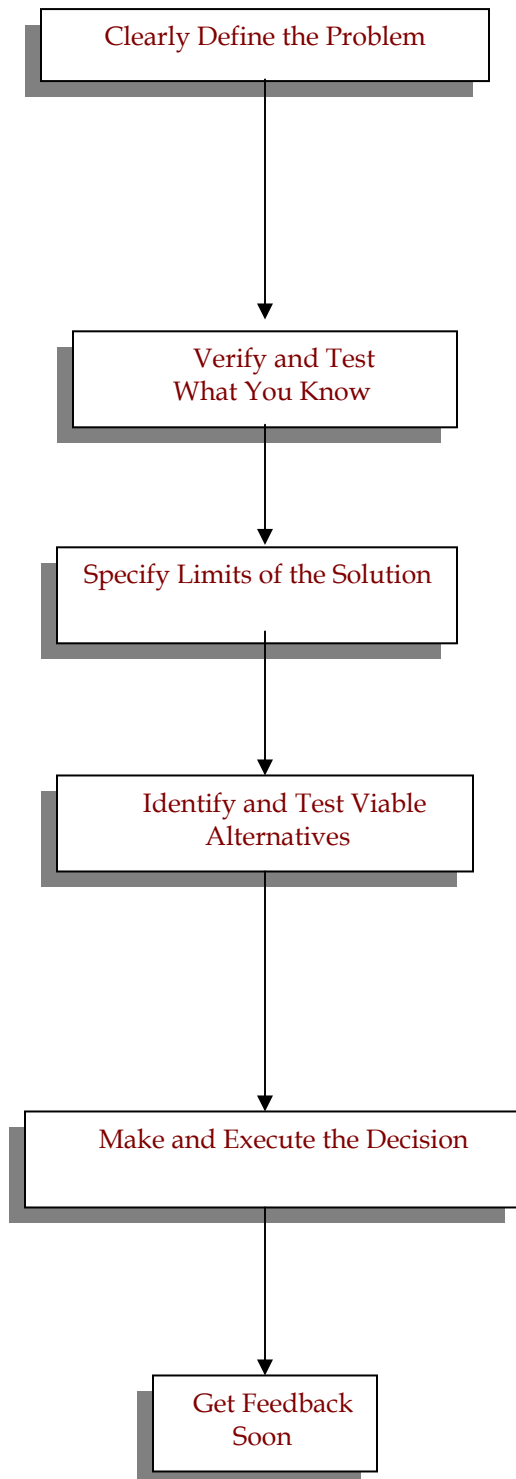 Clearly Define the Problem
Verify and Test
What You Know
Specify Limits of the Solution
Identify and Test Viable
Alternatives
Make and Execute the Decision
Get Feedback
Soon